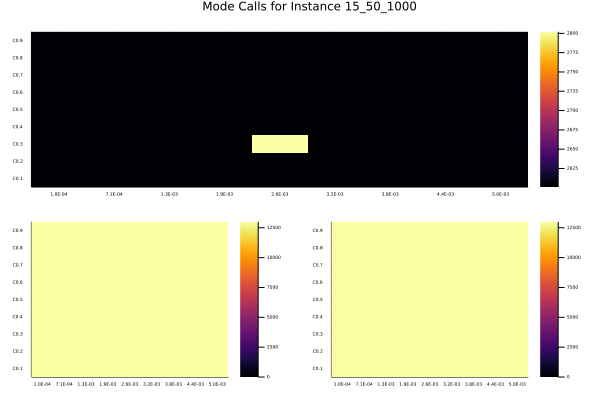 Mode Calls for Instance 15_50_1000
C0.9
C0.8
C0.7
C0.6
C0.5
C0.4
C0.3
C0.2
C0.1
1.0E-04 7.1E-04 1.3E-03 1.9E-03 2.6E-03 3.2E-03 3.8E-03 4.4E-03 5.0E-03
2800
2775
2750
2725
2700
2675
2650
2625
C0.9
C0.8
C0.7
C0.6
C0.5
C0.4
C0.3
C0.2
C0.1
1.0E-04 7.1E-04 1.3E-03 1.9E-03 2.6E-03 3.2E-03 3.8E-03 4.4E-03 5.0E-03
12500
10000
7500
5000
2500
0
C0.9
C0.8
C0.7
C0.6
C0.5
C0.4
C0.3
C0.2
C0.1
1.0E-04 7.1E-04 1.3E-03 1.9E-03 2.6E-03 3.2E-03 3.8E-03 4.4E-03 5.0E-03
12500
10000
7500
5000
2500
0